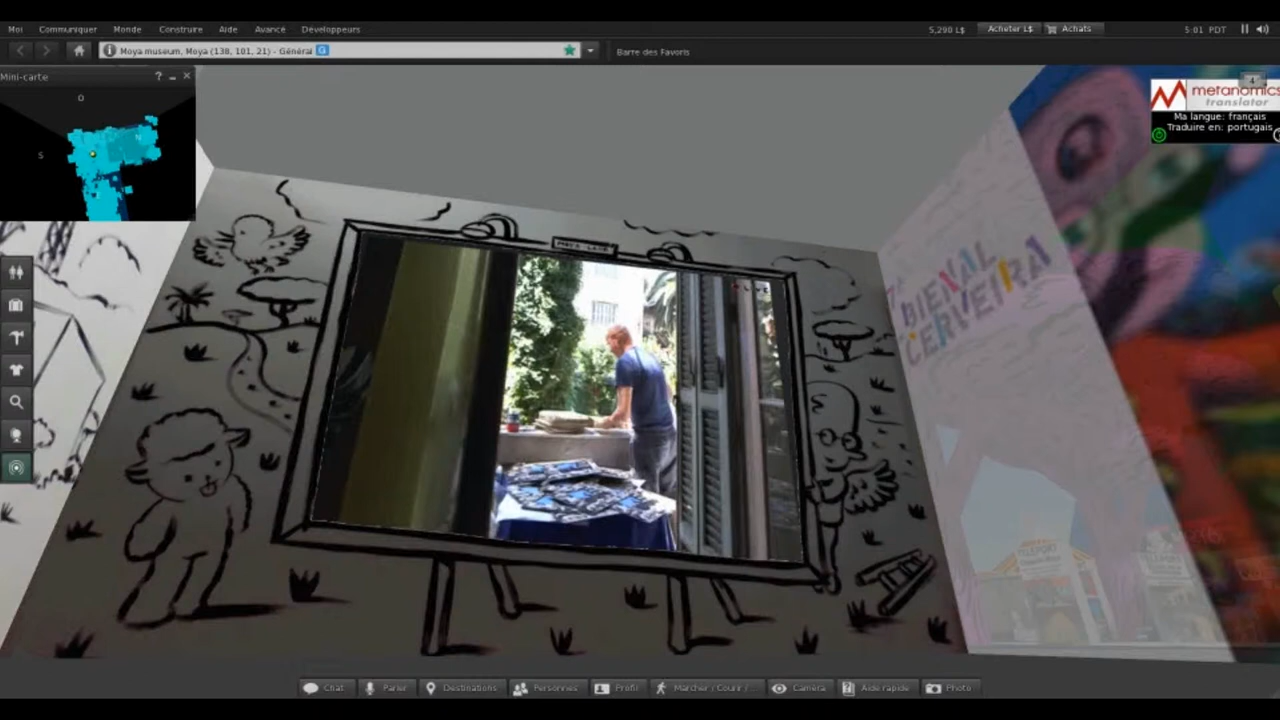 Moi Communiquer Monde Construire Aide Avancé Développeurs
5,290 L$ Acheter L$ Achats 5:01 PDT
Moya museum, Moya (138, 101, 21) - Général G
Barre des Favoris
Mini-carte ? _ ×
O
N
S
4
metanomics
translator
Ma langue: français
Traduire en: portugais
BIENAL
CERVEIRA
TELEPORT
Chat Parler Destinations Personnes Profil Marcher / Courir / ... Caméra Aide rapide Photo